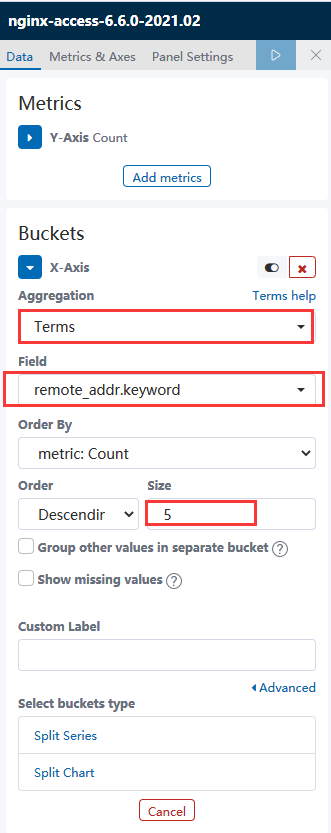 nginx-access-6.6.0-2021.02
Data Metrics & Axes Panel Settings
Metrics
Y-Axis Count
Add metrics
Buckets
X-Axis
Aggregation Terms help
Terms
Field
remote_addr.keyword
Order By
metric: Count
Order Size
Descendir 5
Group other values in separate bucket
Show missing values
Custom Label
Advanced
Select buckets type
Split Series
Split Chart
Cancel